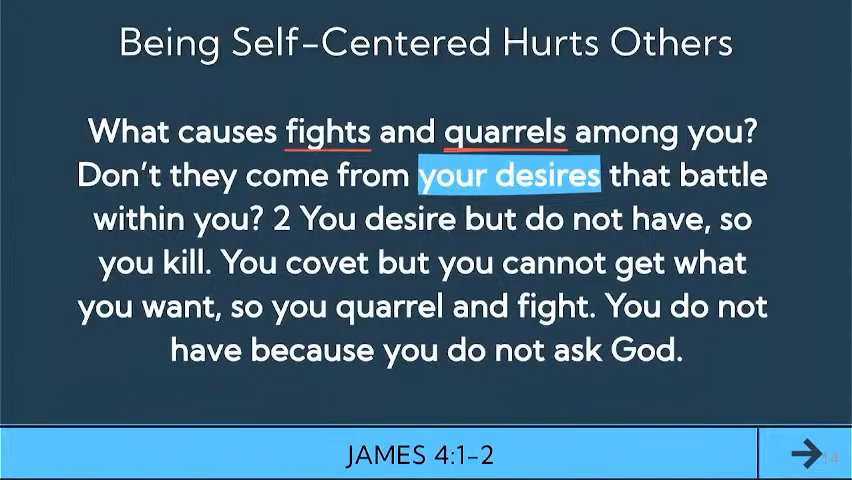 Being Self-Centered Hurts Others
What causes fights and quarrels among you?
Don't they come from your desires that battle
within you? 2 You desire but do not have, so
you kill. You covet but you cannot get what
you want, so you quarrel and fight. You do not
have because you do not ask God.
JAMES 4:1-2
14